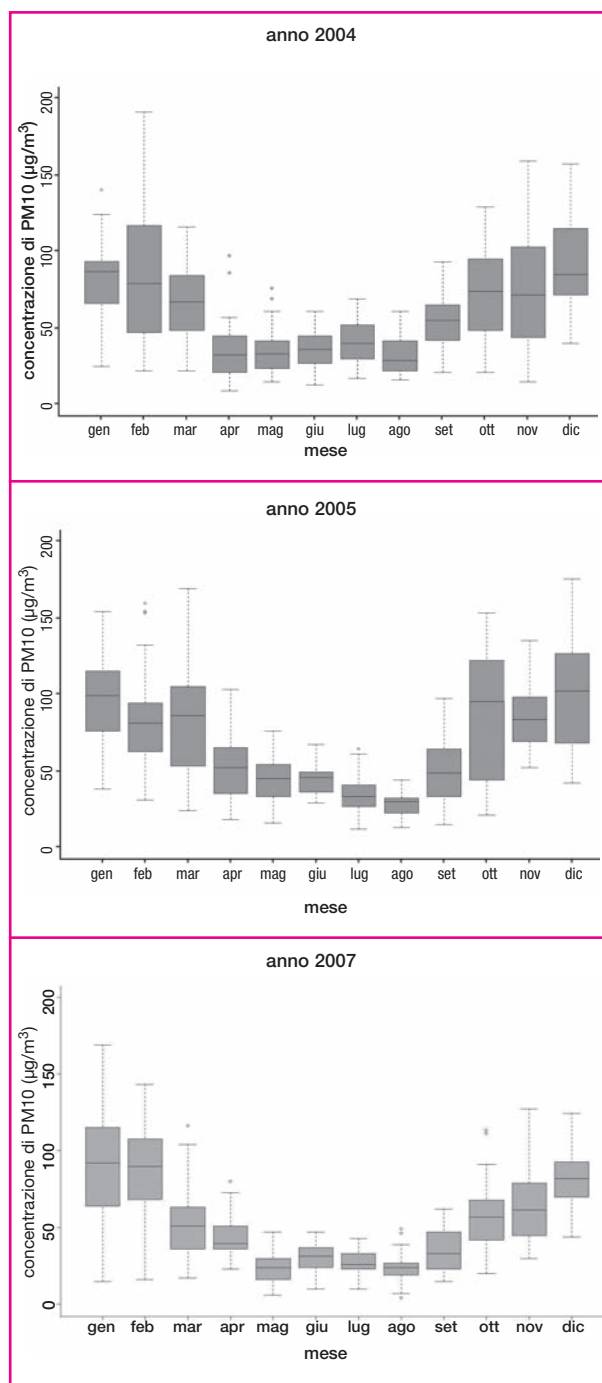 anno 2004
concentrazione di PM10 (µg/m³)
200
150
100
50
0
gen feb mar apr mag giu lug ago set ott nov dic
mese
anno 2005
concentrazione di PM10 (µg/m³)
200
150
100
50
0
gen feb mar apr mag giu lug ago set ott nov dic
mese
anno 2007
concentrazione di PM10 (µg/m³)
200
150
100
50
0
gen feb mar apr mag giu lug ago set ott nov dic
mese